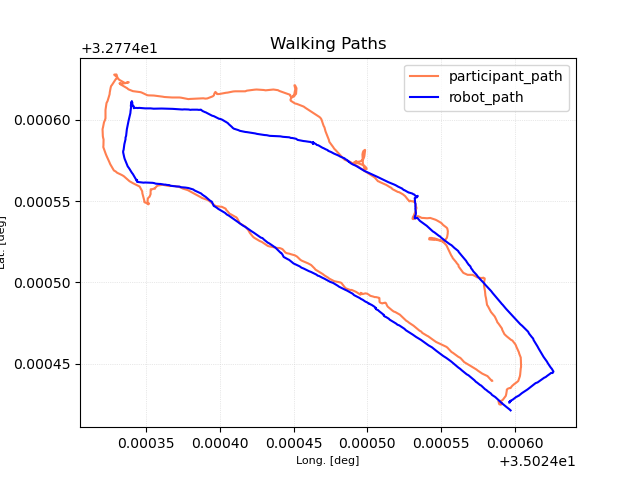 Walking Paths
+3.2774e1
participant_path
robot_path
0.00060
0.00055
0.00050
0.00045
Lat. [deg]
0.00035 0.00040 0.00045 0.00050 0.00055 0.00060
Long. [deg]
+3.5024e1